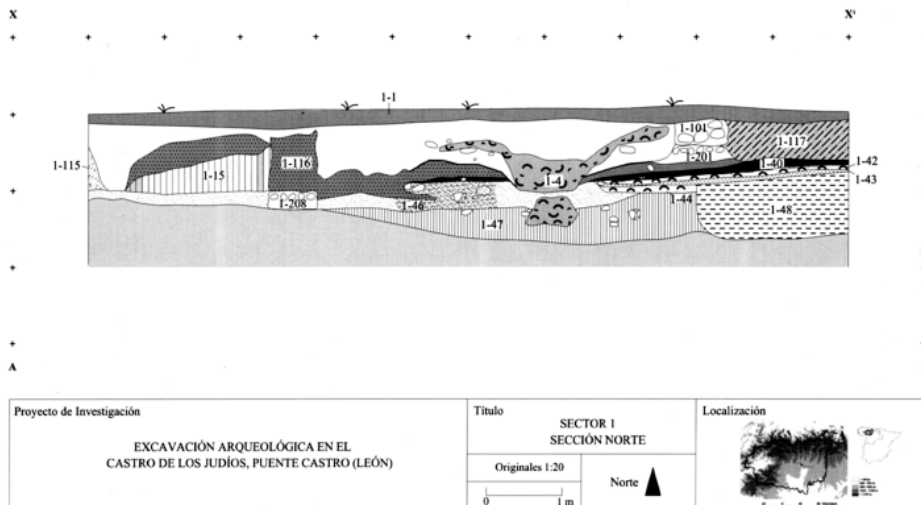 X
X'
1-1
1-101
1-117
1-115
1-116
1-201
1-40
1-42
1-15
1-4
1-43
1-208
1-46
1-44
1-48
1-47
A
Proyecto de Investigación
EXCAVACIÓN ARQUEOLÓGICA EN EL
CASTRO DE LOS JUDÍOS, PUENTE CASTRO (LEÓN)
Título
SECTOR 1
SECCIÓN NORTE
Originales 1:20
0 1 m
Norte
Localización